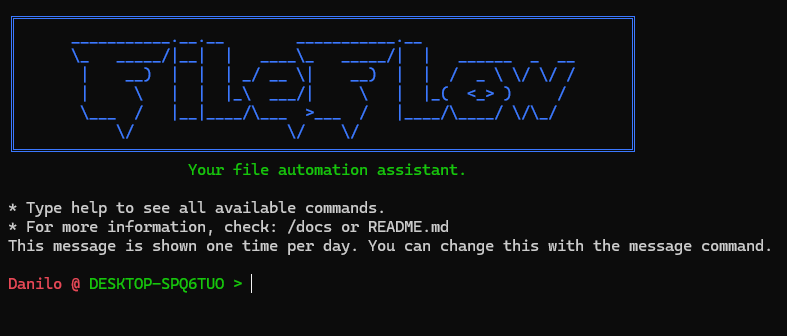 FileFlow
Your file automation assistant.
* Type help to see all available commands.
* For more information, check: /docs or README.md
This message is shown one time per day. You can change this with the message command.
Danilo @ DESKTOP-SPQ6TUO >